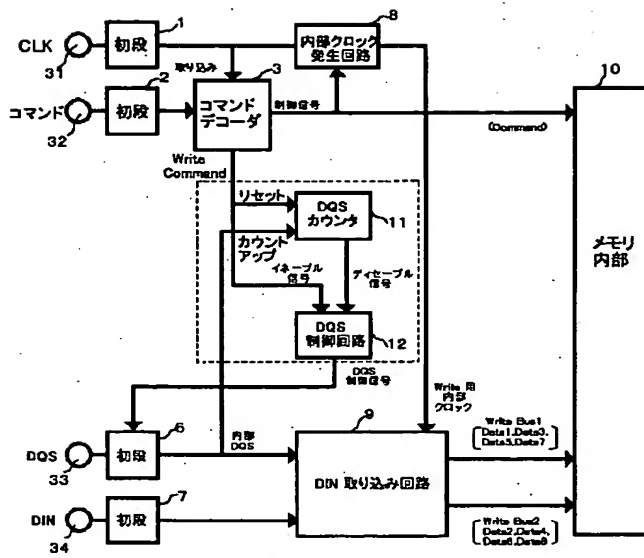 1
8
CLK
初段
内部クロック
発生回路
31
取り込み
2
3
10
コマンド
初段
コマンド
デコーダ
制御信号
32
(Command)
Write
Command
リセット
DQS
カウンタ
11
カウント
アップ
メモリ
内部
イネーブル
信号
ディセーブル
信号
DQS
制御回路
12
DQS
制御信号
Write 用
内部
クロック
6
9
DQS
初段
内部
DQS
Write Bus1
Data1,Data3,
Data5,Data7
33
7
DIN 取り込み回路
DIN
初段
Write Bus2
Data2,Data4,
Data6,Data8
34